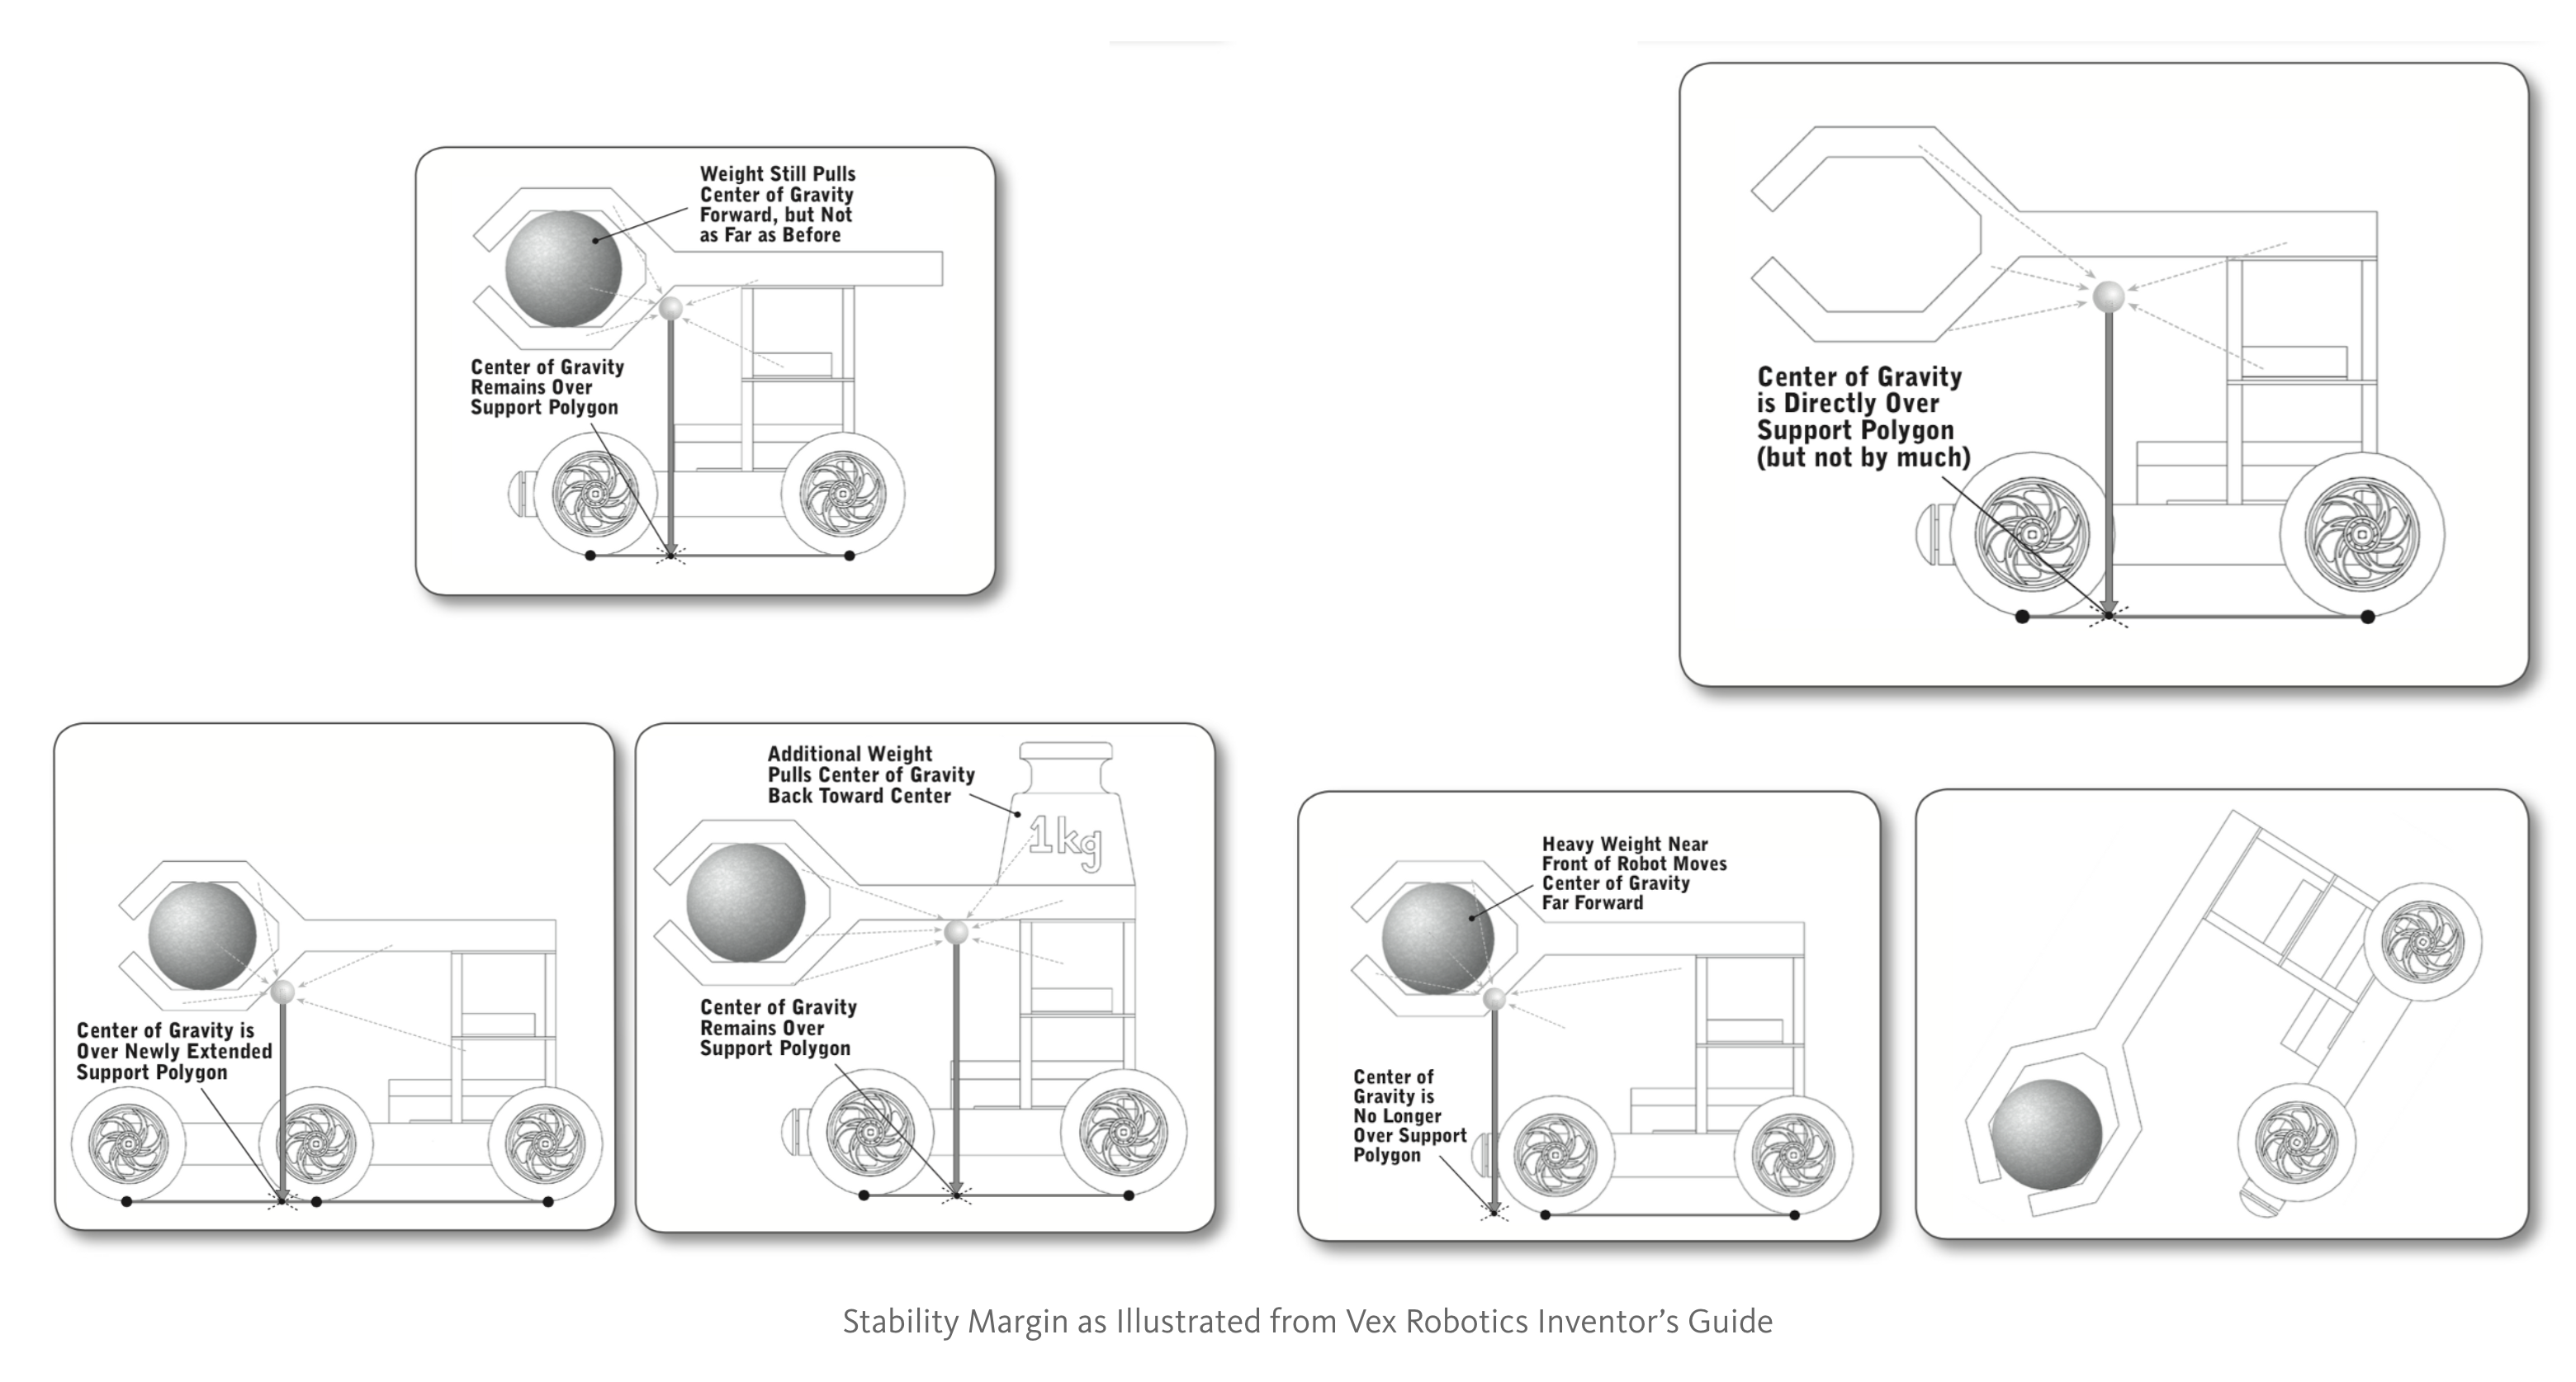 Weight Still Pulls
Center of Gravity
Forward, but Not
as Far as Before
Center of Gravity
Remains Over
Support Polygon
Center of Gravity
is Directly Over
Support Polygon
(but not by much)
Center of Gravity is
Over Newly Extended
Support Polygon
Additional Weight
Pulls Center of Gravity
Back Toward Center
1kg
Center of Gravity
Remains Over
Support Polygon
Heavy Weight Near
Front of Robot Moves
Center of Gravity
Far Forward
Center of
Gravity is
No Longer
Over Support
Polygon
Stability Margin as Illustrated from Vex Robotics Inventor’s Guide